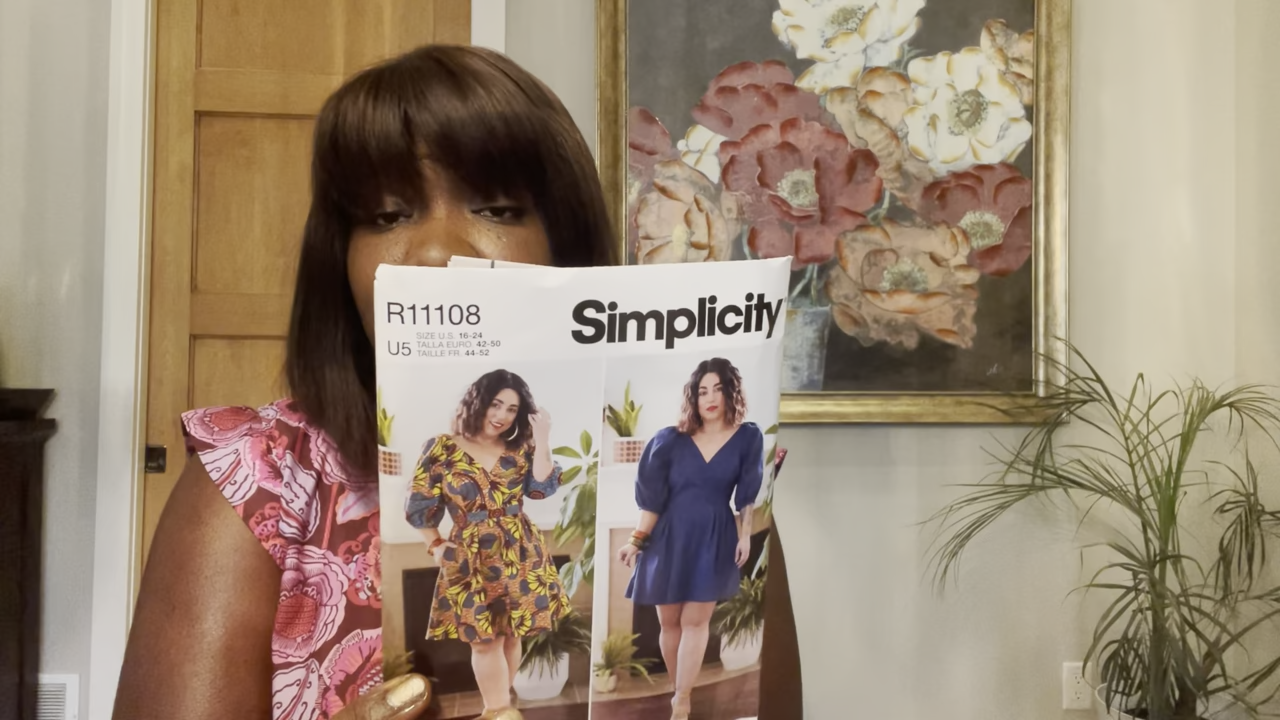 R11108
Simplicity
U5
SIZE U.S. 16-24
TALLA EURO. 42-50
TAILLE FR. 44-52